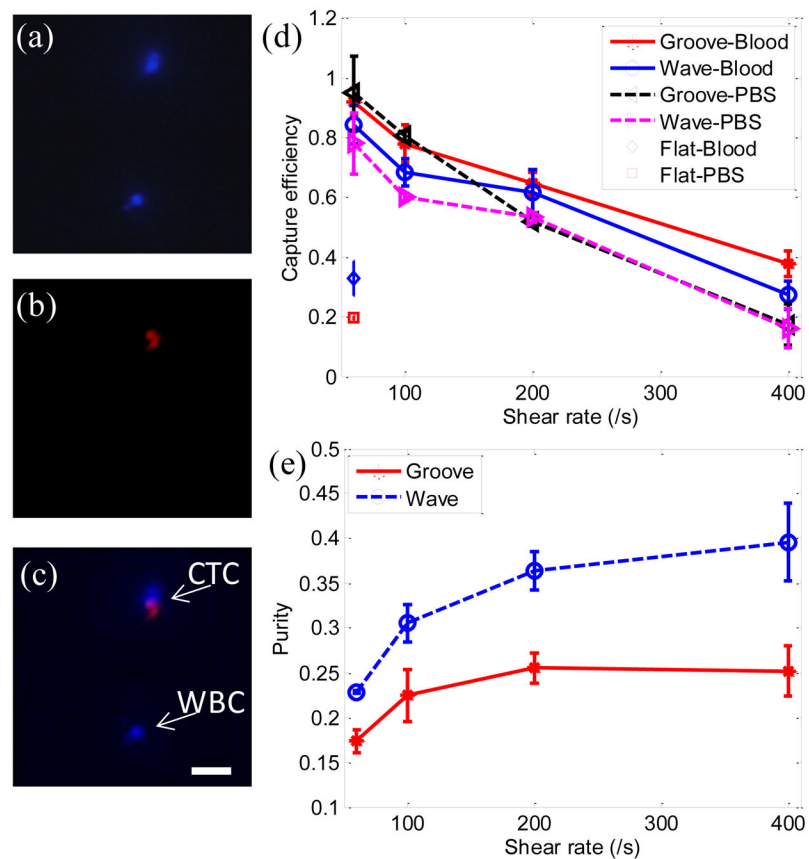 (a)
(b)
(c)
CTC
WBC
(d)
1.2
1
0.8
0.6
0.4
0.2
0
Capture efficiency
Groove-Blood
Wave-Blood
Groove-PBS
Wave-PBS
Flat-Blood
Flat-PBS
100 200 300 400
Shear rate (/s)
(e)
0.5
0.45
0.4
0.35
0.3
0.25
0.2
0.15
0.1
Purity
Groove
Wave
100 200 300 400
Shear rate (/s)